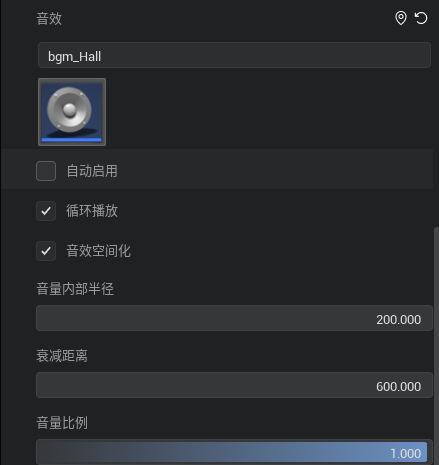 音效
bgm_Hall
自动启用
循环播放
音效空间化
音量内部半径
200.000
衰减距离
600.000
音量比例
1.000